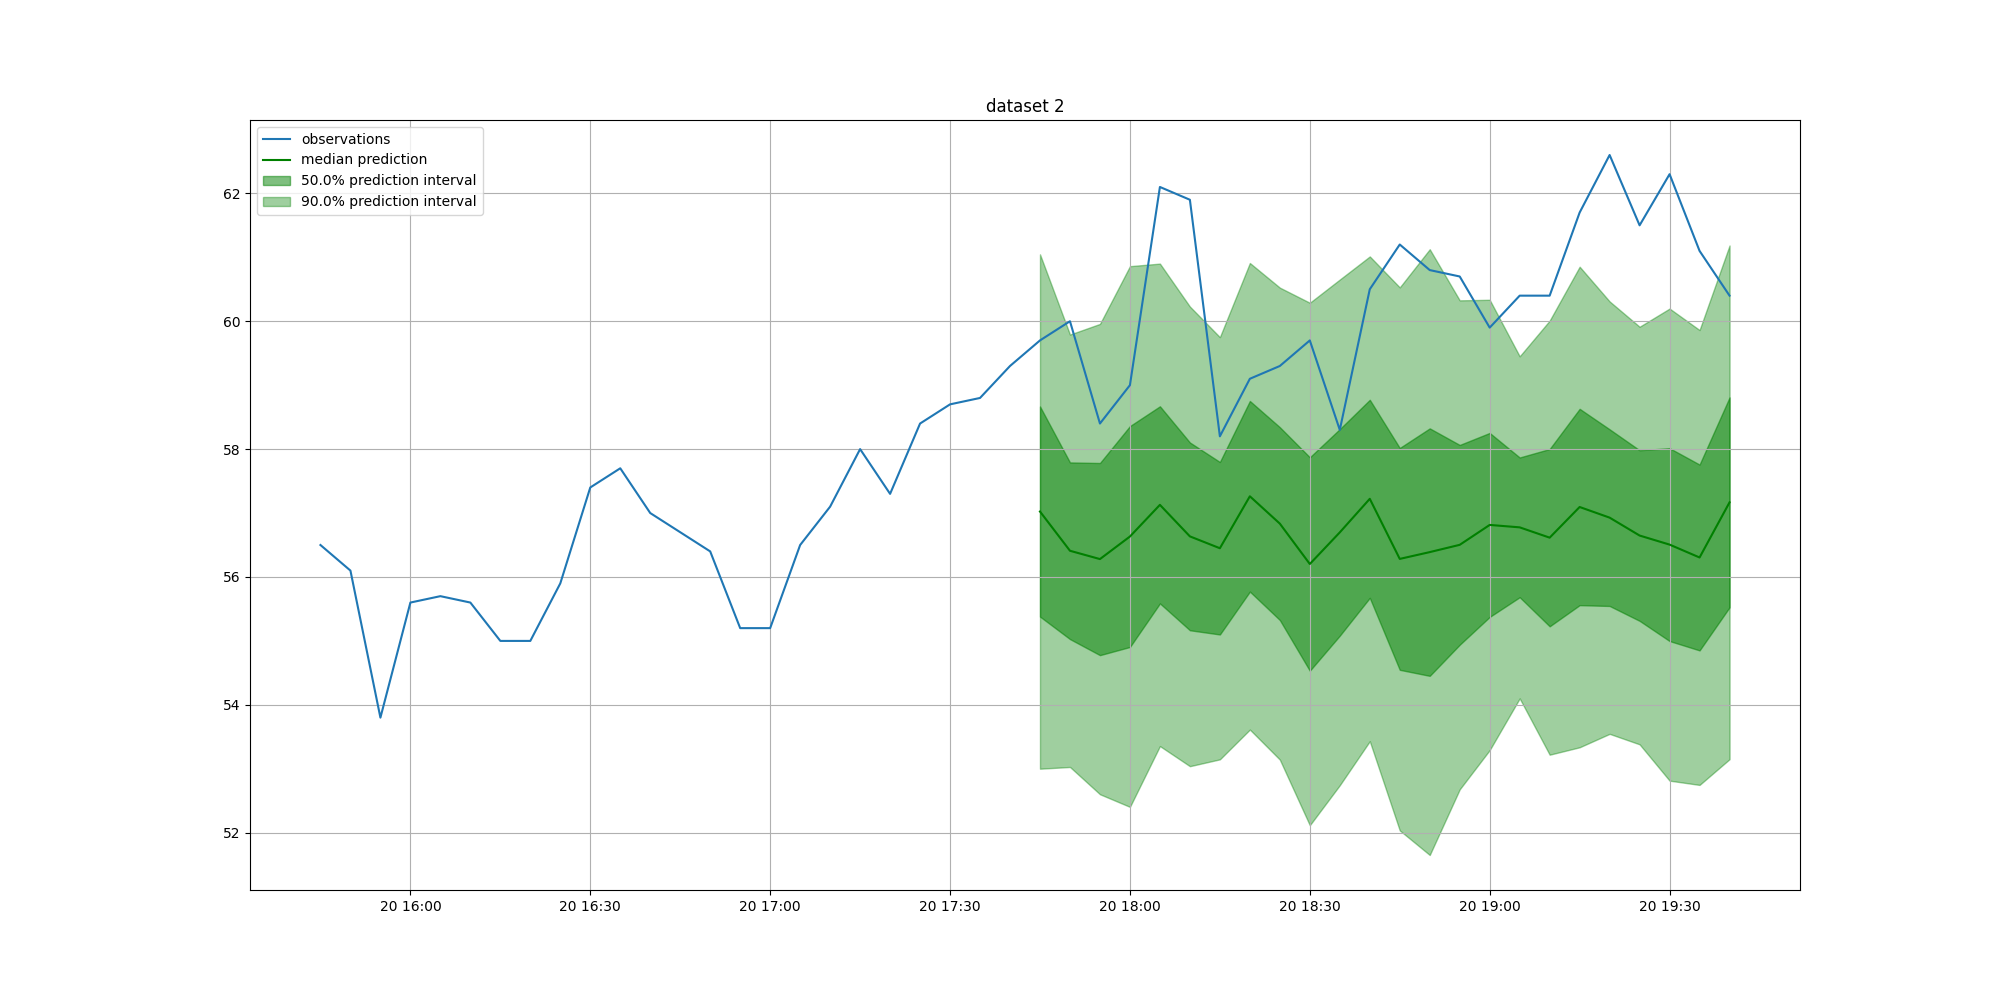 dataset 2
observations
median prediction
50.0% prediction interval
90.0% prediction interval
62
60
58
56
54
52
20 16:00
20 16:30
20 17:00
20 17:30
20 18:00
20 18:30
20 19:00
20 19:30